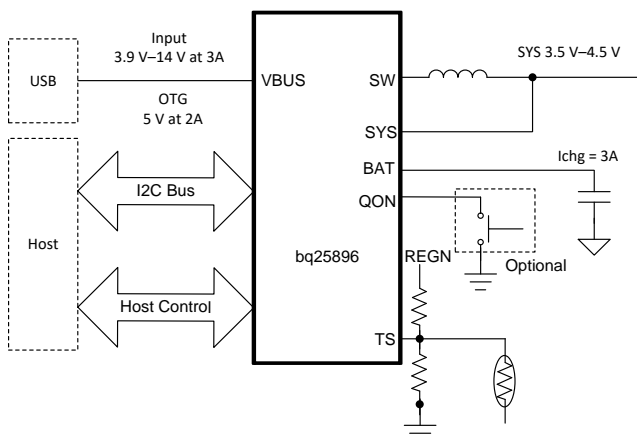 Input
3.9 V–14 V at 3A
USB
OTG
5 V at 2A
VBUS
SW
SYS 3.5 V–4.5 V
SYS
BAT
Ichg = 3A
QON
I2C Bus
Host
bq25896
REGN
Optional
Host Control
TS